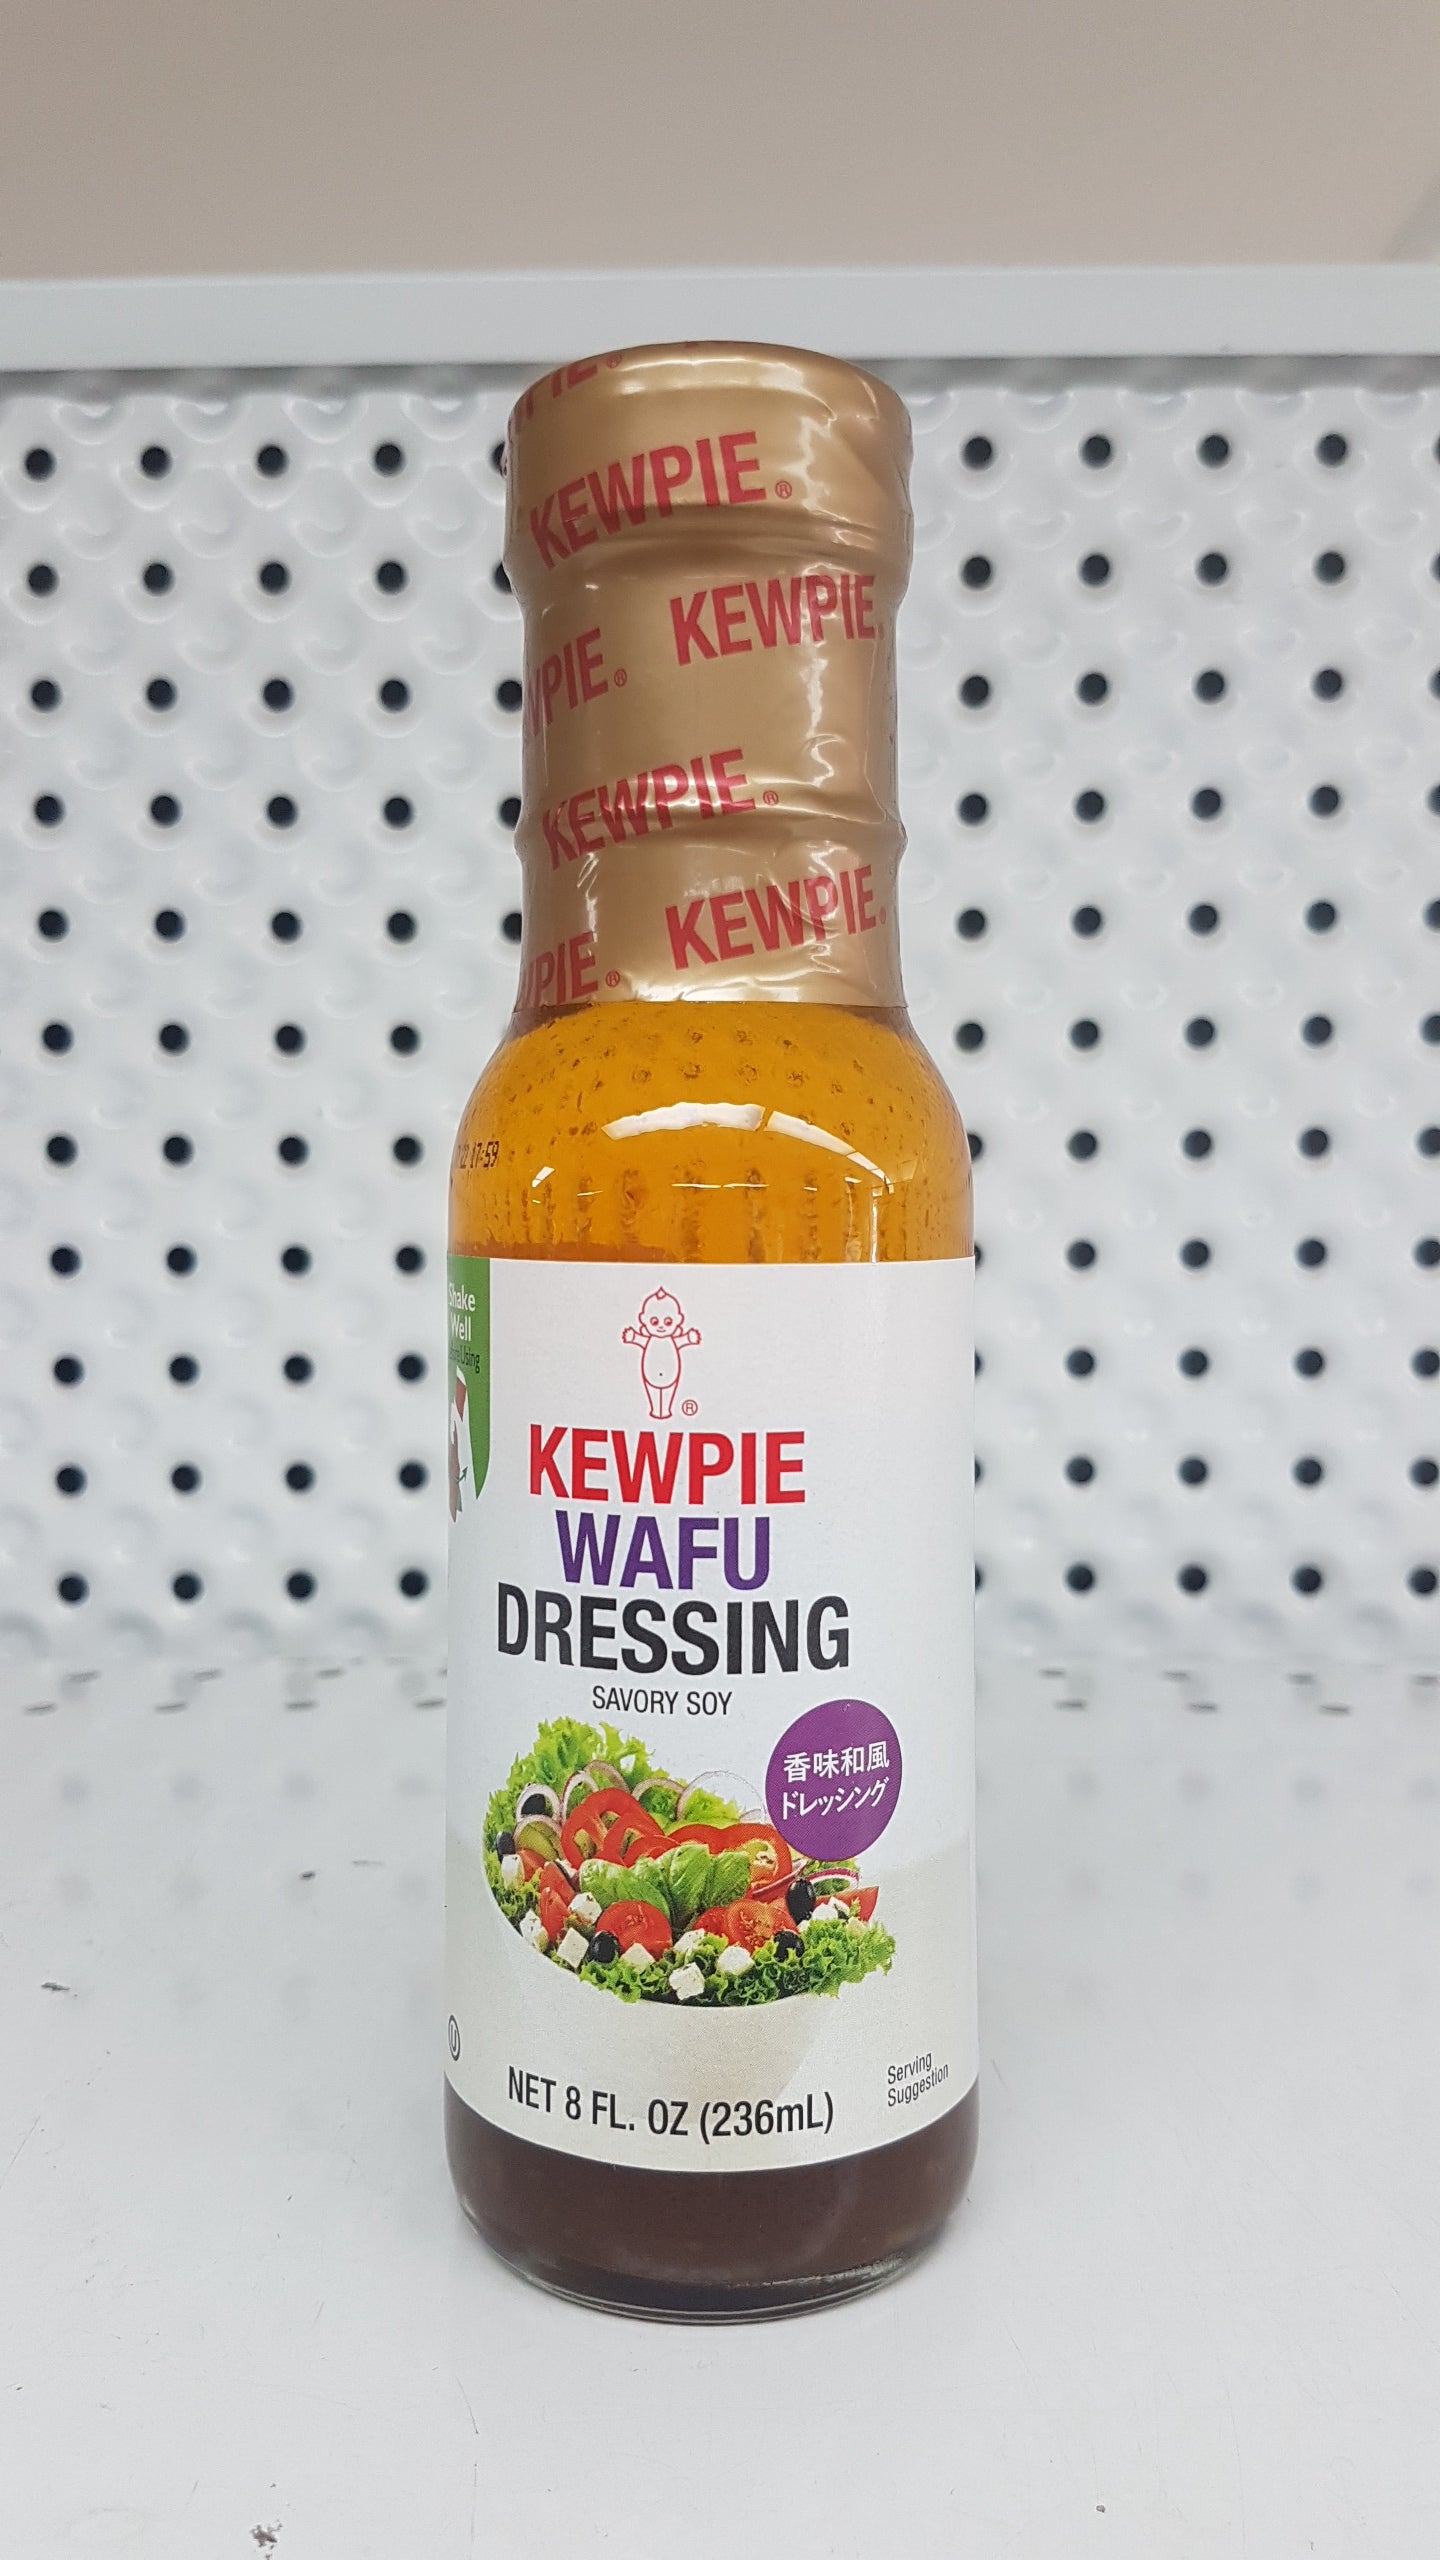 KEWPIE®
KEWPIE®
KEWPIE®
KEWPIE®
KEWPIE®
Shake
Well
Using
®
KEWPIE
WAFU
DRESSING
SAVORY SOY
香味和風
ドレッシング
U
Serving
Suggestion
NET 8 FL. OZ (236mL)